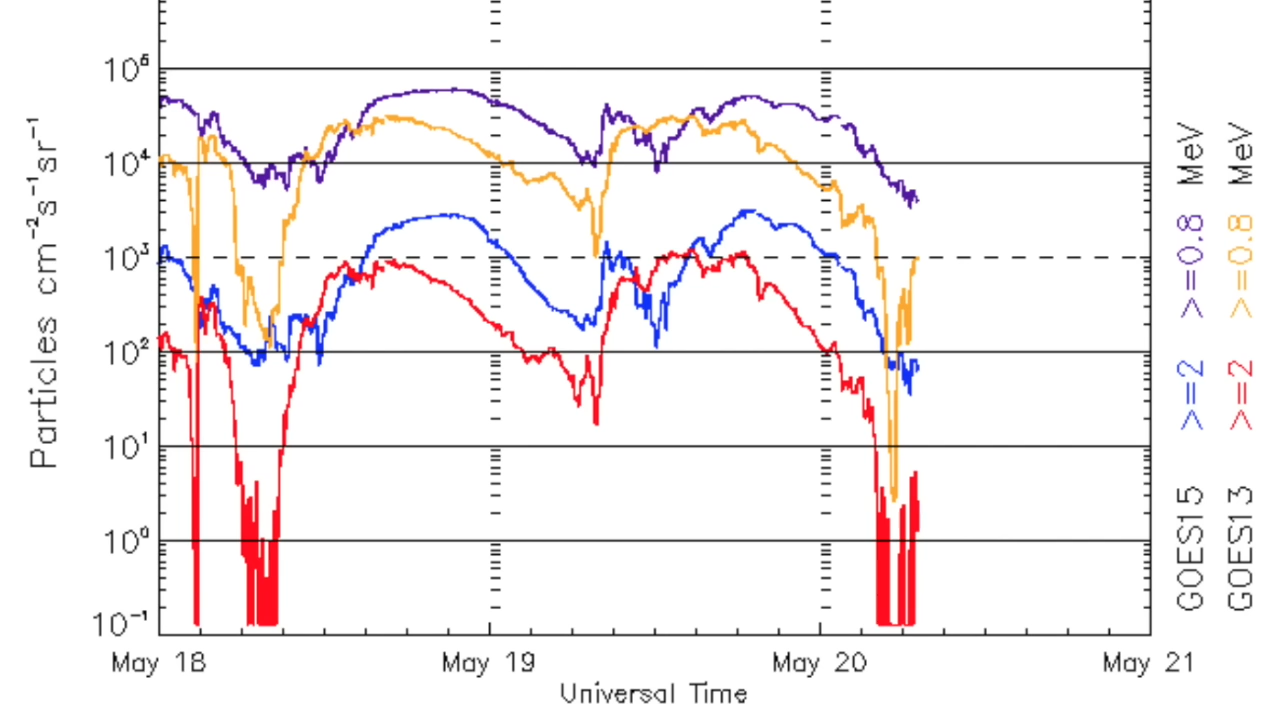 Particles cm⁻²s⁻¹sr⁻¹
10⁵
10⁴
10³
10²
10¹
10⁰
10⁻¹
May 18 May 19 May 20 May 21
Universal Time
GOES15 >=2 >=0.8 MeV
GOES13 >=2 >=0.8 MeV